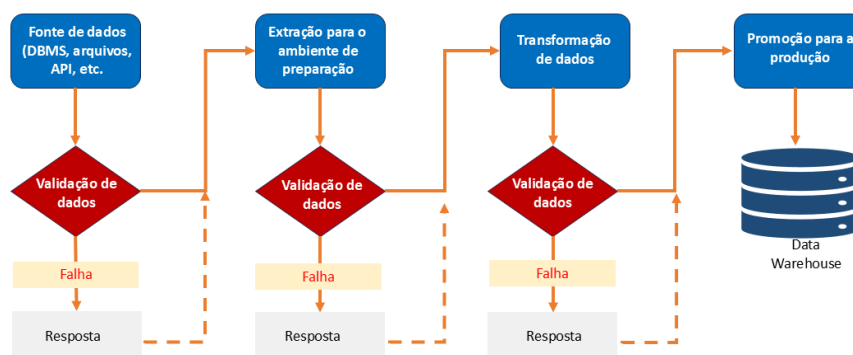 Fonte de dados
(DBMS, arquivos,
API, etc.
Extração para o
ambiente de
preparação
Transformação
de dados
Promoção para a
produção
Validação de
dados
Validação de
dados
Validação de
dados
Data
Warehouse
Falha
Falha
Falha
Resposta
Resposta
Resposta